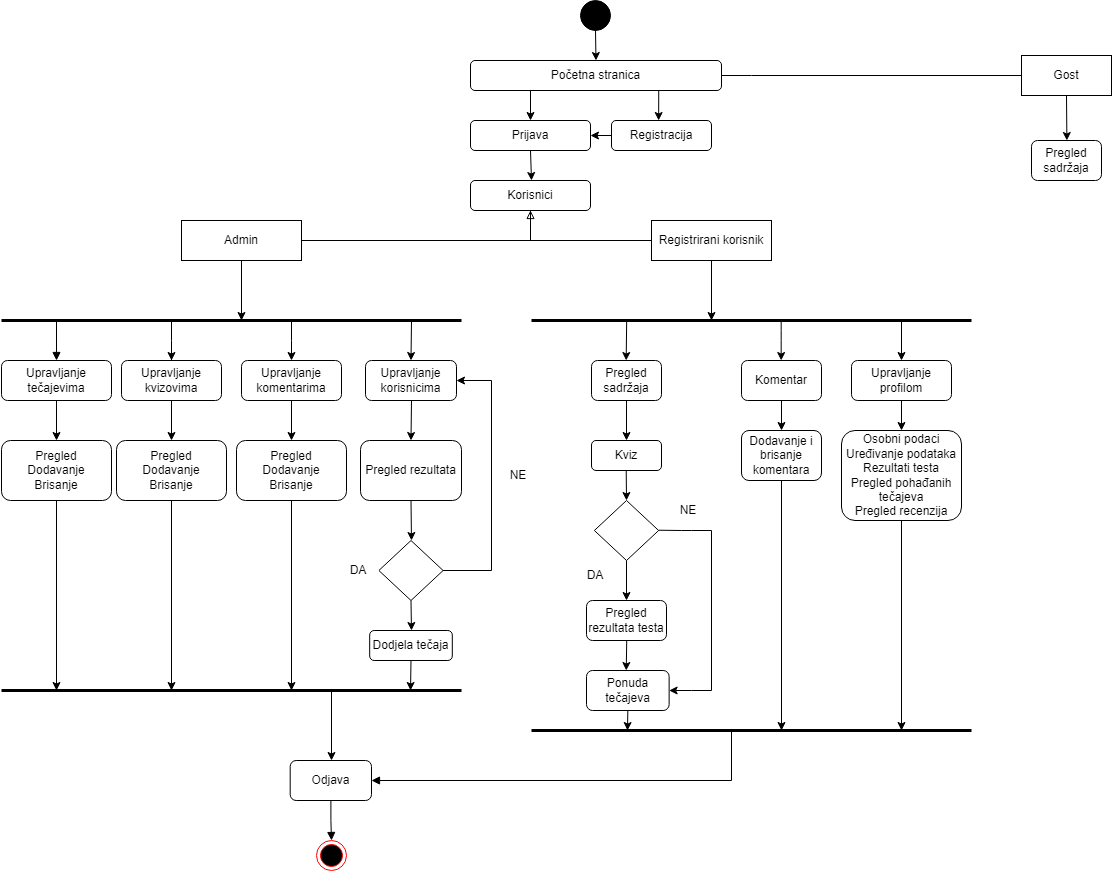 Početna stranica
Gost
Prijava
Registracija
Pregled
sadržaja
Korisnici
Admin
Registrirani korisnik
Upravljanje
tečajevima
Upravljanje
kvizovima
Upravljanje
komentarima
Upravljanje
korisnicima
Pregled
sadržaja
Komentar
Upravljanje
profilom
Pregled
Dodavanje
Brisanje
Pregled
Dodavanje
Brisanje
Pregled
Dodavanje
Brisanje
Pregled rezultata
NE
Kviz
Dodavanje i
brisanje
komentara
Osobni podaci
Uređivanje podataka
Rezultati testa
Pregled pohađanih
tečajeva
Pregled recenzija
NE
DA
DA
Dodjela tečaja
Pregled
rezultata testa
Ponuda
tečajeva
Odjava